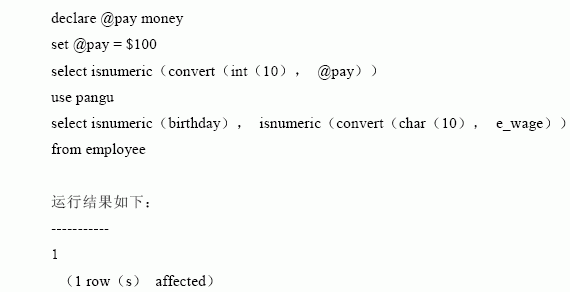 declare @pay money
set @pay = $100
select isnumeric（convert（int（10）， @pay））
use pangu
select isnumeric（birthday）， isnumeric（convert（char（10）， e_wage））
from employee
运行结果如下：
-----------
1
（1 row（s） affected）